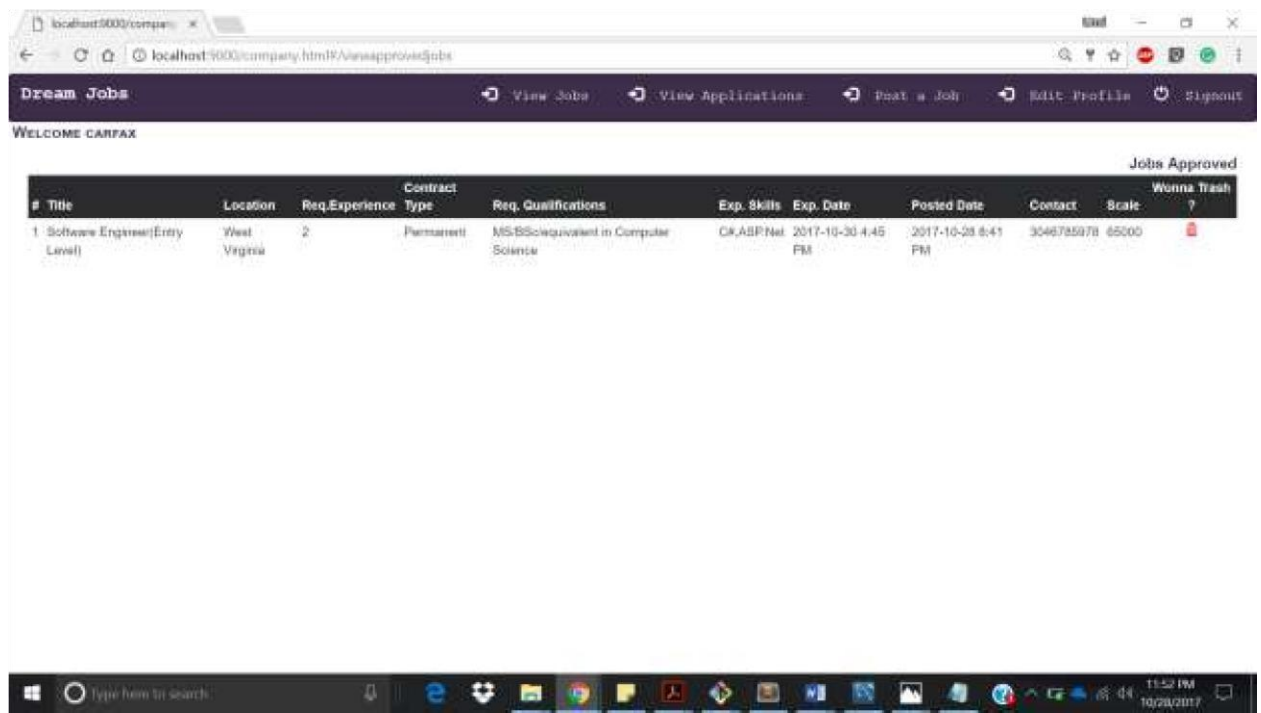 localhost:9000/compan
localhost:9000/company.html#/viewapprovedjobs
Dream Jobs View Jobs View Applications Post a Job Edit Profile Signout
WELCOME CARFAX
Jobs Approved
# Title Location Req.Experience Contract Type Req. Qualifications Exp. Skills Exp. Date Posted Date Contact Scale Wonna Trash ?
1 Software Engineer(Entry Level) West Virginia 2 Permanent MS/BSc/equivalent in Computer Science C#,ASP.Net 2017-10-30 4:45 PM 2017-10-28 8:41 PM 3046785978 65000
Type here to search
11:52 PM
10/28/2017